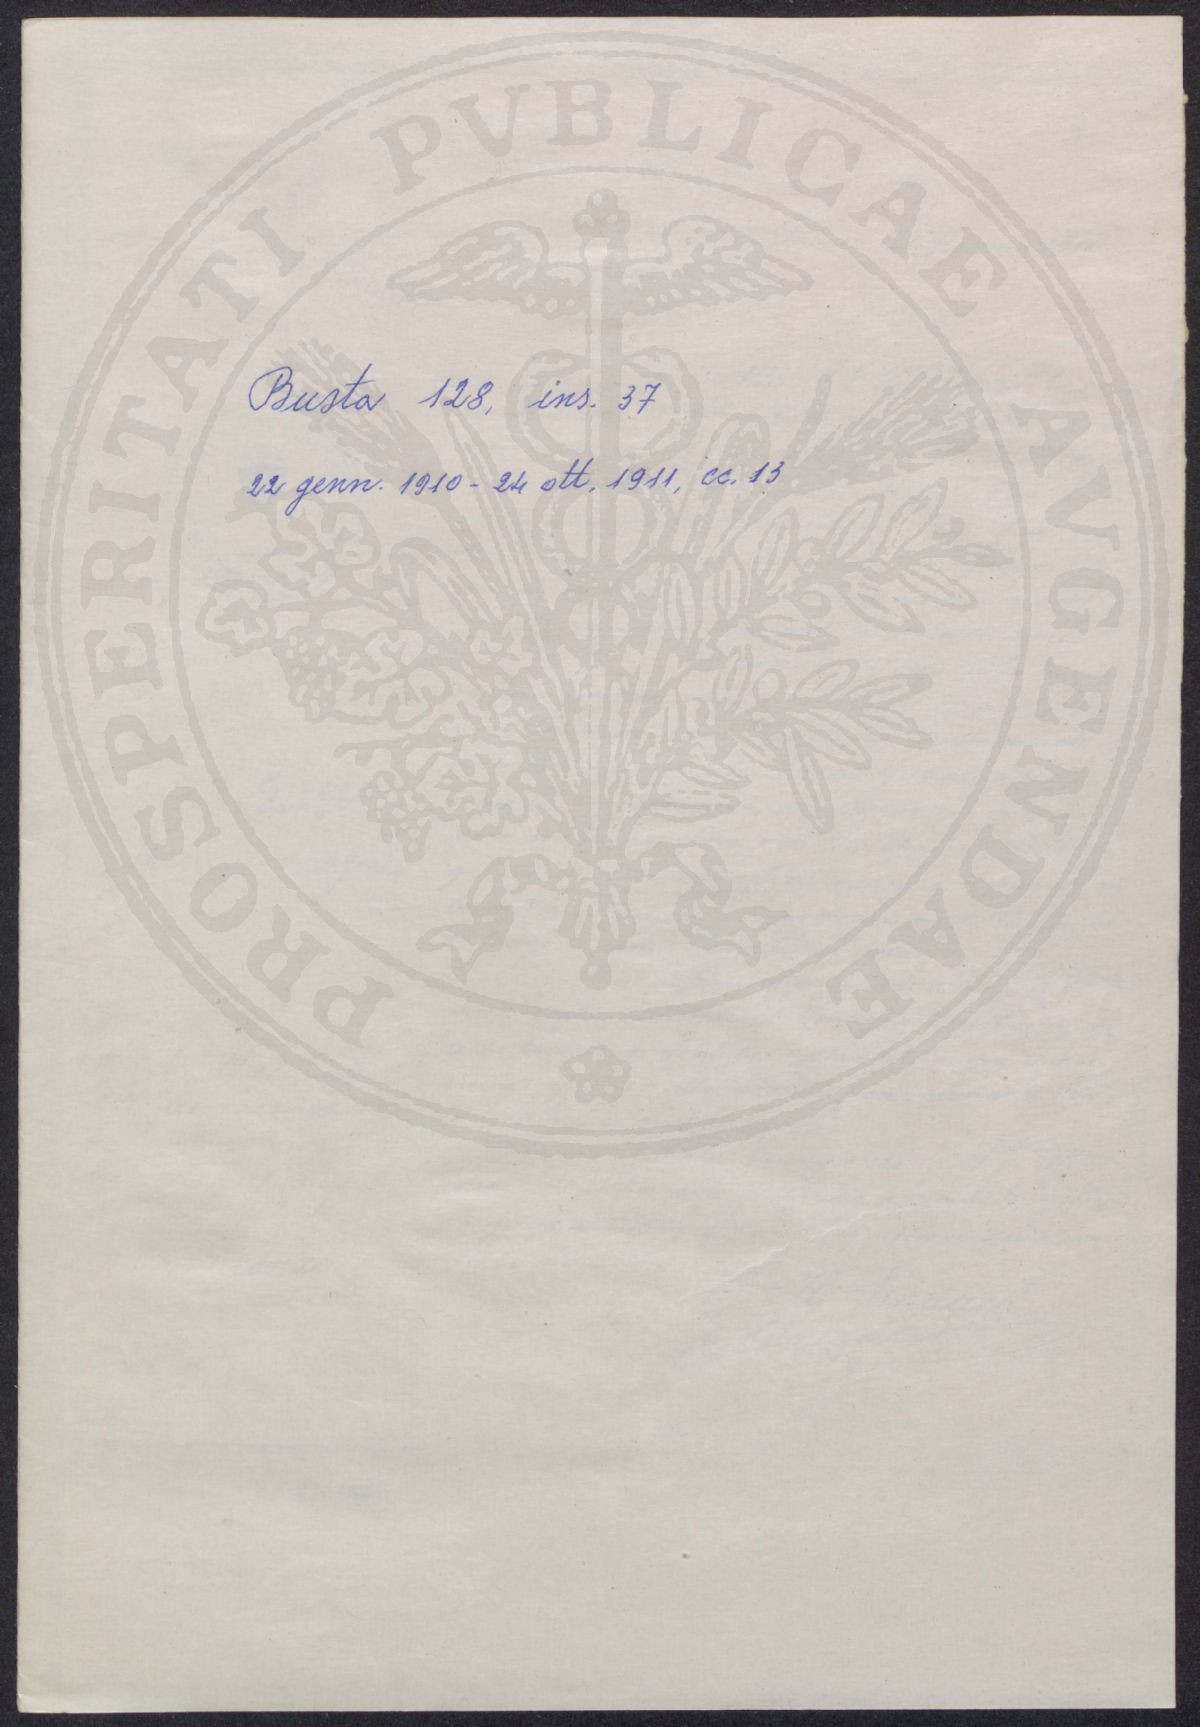 Busta 128, ins. 37
22 genn. 1910 - 24 ott. 1911, cc. 13
PROSPERITATI PVBLICAE AVGENDAE